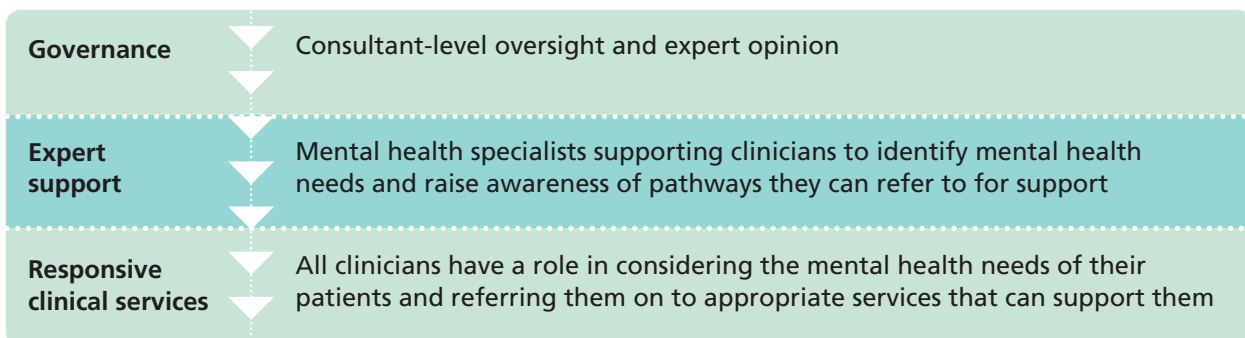 Governance
Consultant-level oversight and expert opinion
Expert
support
Mental health specialists supporting clinicians to identify mental health
needs and raise awareness of pathways they can refer to for support
Responsive
clinical services
All clinicians have a role in considering the mental health needs of their
patients and referring them on to appropriate services that can support them